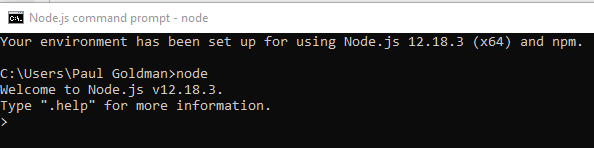 Node.js command prompt - node
Your environment has been set up for using Node.js 12.18.3 (x64) and npm.
C:\Users\Paul Goldman>node
Welcome to Node.js v12.18.3.
Type ".help" for more information.
>